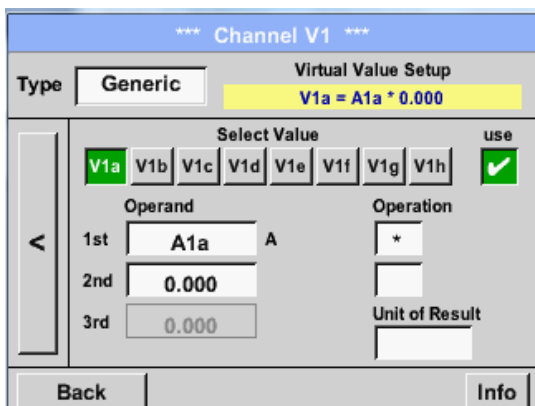 *** Channel V1 ***
Type Generic
Virtual Value Setup
V1a = A1a * 0.000
Select Value use
V1a V1b V1c V1d V1e V1f V1g V1h ✔
Operand Operation
< 1st A1a A *
2nd 0.000
3rd 0.000
Unit of Result
Back Info